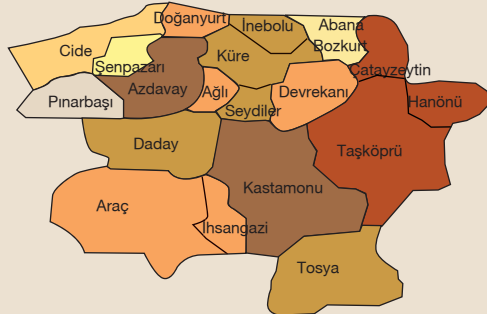 Doğanyurt
İnebolu
Abana
Bozkurt
Cide
Şenpazarı
Küre
Çatayzeytin
Pınarbaşı
Azdavay
Ağlı
Devrekanı
Hanönü
Seydiler
Daday
Taşköprü
Kastamonu
Araç
İhsangazi
Tosya